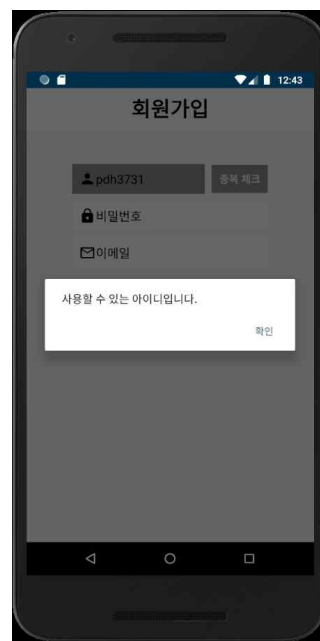 12:43
회원가입
pdh3731
중복 체크
비밀번호
이메일
사용할 수 있는 아이디입니다.
확인